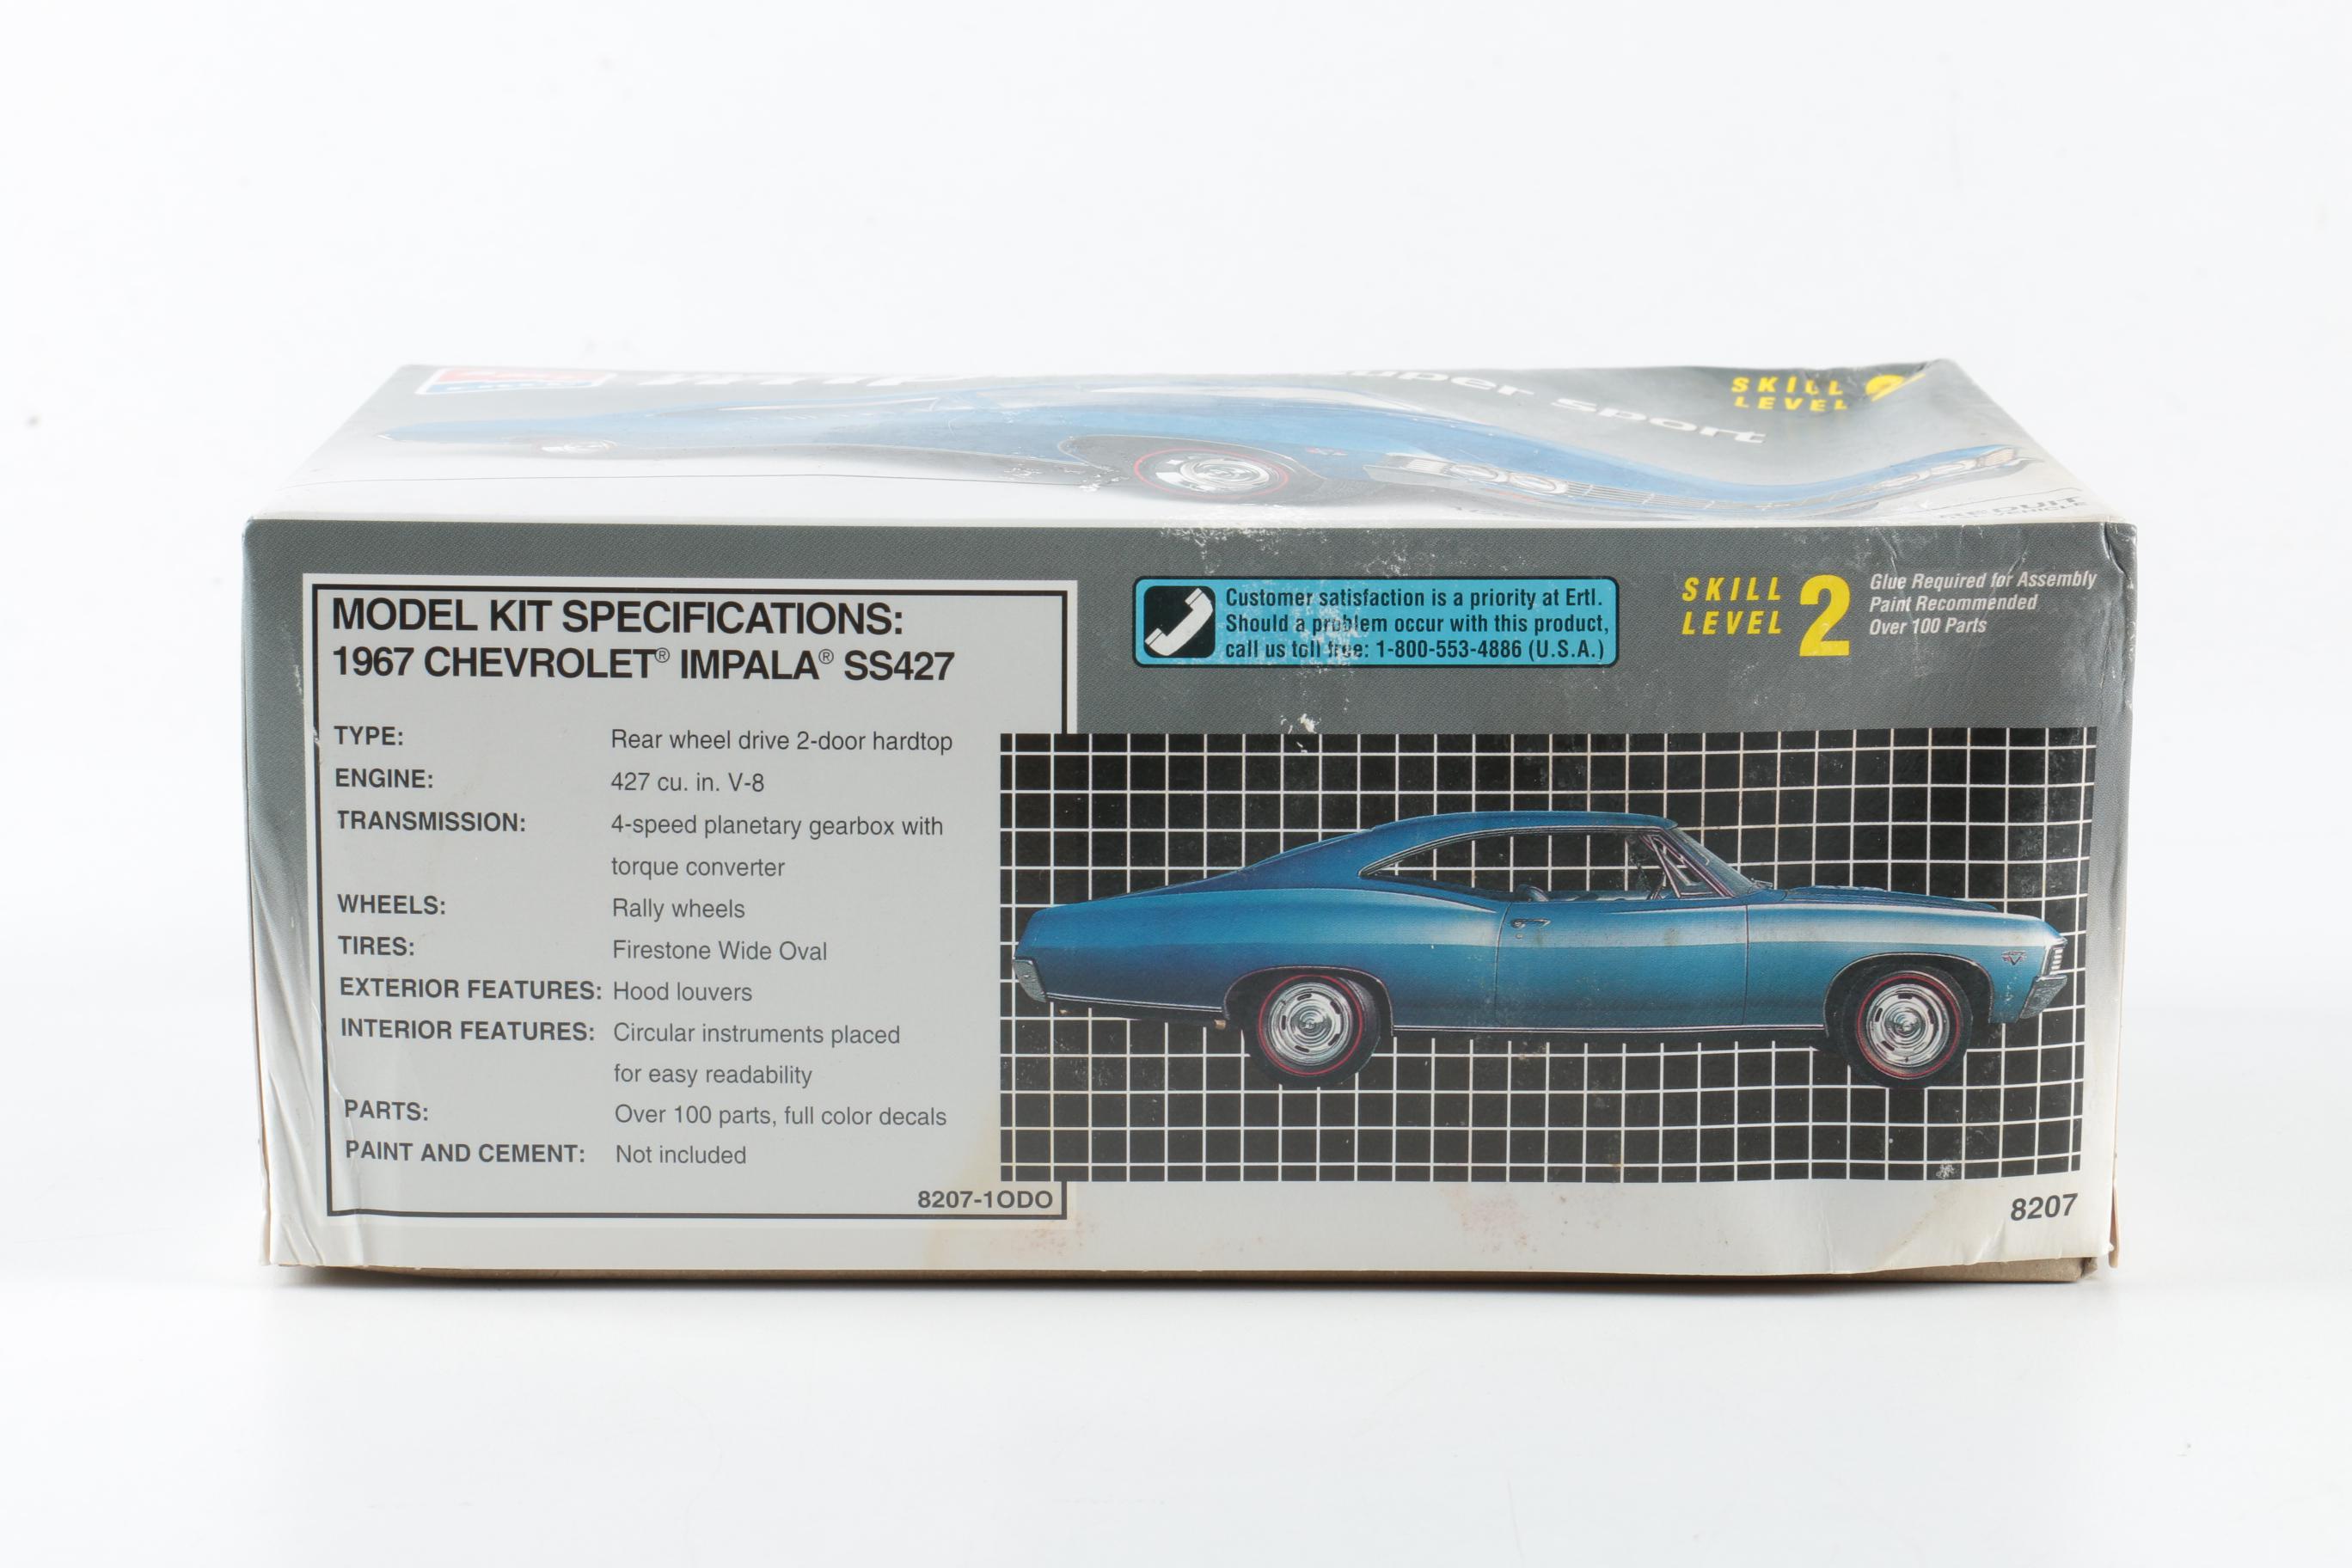 super sport
SKILL
LEVEL 2
MODEL KIT SPECIFICATIONS:
1967 CHEVROLET® IMPALA® SS427
TYPE: Rear wheel drive 2-door hardtop
ENGINE: 427 cu. in. V-8
TRANSMISSION: 4-speed planetary gearbox with
torque converter
WHEELS: Rally wheels
TIRES: Firestone Wide Oval
EXTERIOR FEATURES: Hood louvers
INTERIOR FEATURES: Circular instruments placed
for easy readability
PARTS: Over 100 parts, full color decals
PAINT AND CEMENT: Not included
8207-1ODO
Customer satisfaction is a priority at Ertl.
Should a problem occur with this product,
call us toll free: 1-800-553-4886 (U.S.A.)
SKILL
LEVEL 2
Glue Required for Assembly
Paint Recommended
Over 100 Parts
8207